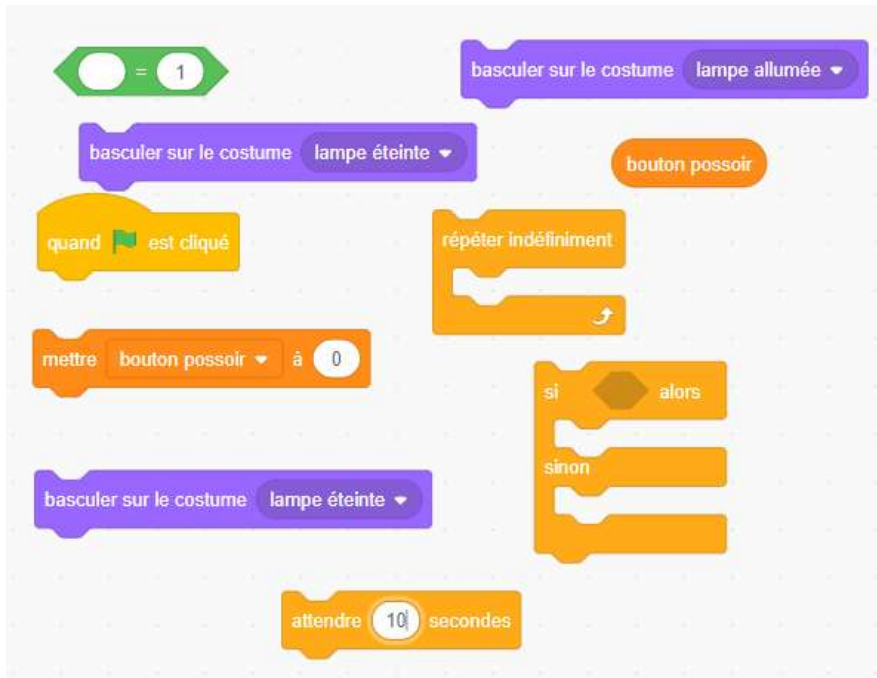 = 1
basculer sur le costume lampe allumée
basculer sur le costume lampe éteinte
bouton possoir
quand est cliqué
répéter indéfiniment
mettre bouton possoir à 0
si alors
sinon
basculer sur le costume lampe éteinte
attendre 10 secondes